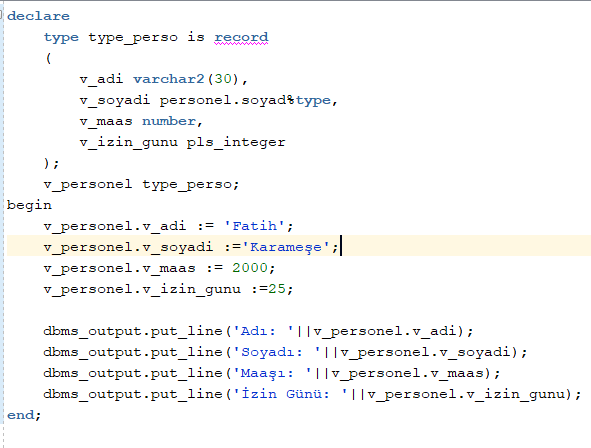 declare
type type_perso is record
(
v_adi varchar2(30),
v_soyadi personel.soyad%type,
v_maas number,
v_izin_gunu pls_integer
);
v_personel type_perso;
begin
v_personel.v_adi := 'Fatih';
v_personel.v_soyadi :='Karameşe';
v_personel.v_maas := 2000;
v_personel.v_izin_gunu :=25;
dbms_output.put_line('Adı: '||v_personel.v_adi);
dbms_output.put_line('Soyadı: '||v_personel.v_soyadi);
dbms_output.put_line('Maaşı: '||v_personel.v_maas);
dbms_output.put_line('İzin Günü: '||v_personel.v_izin_gunu);
end;